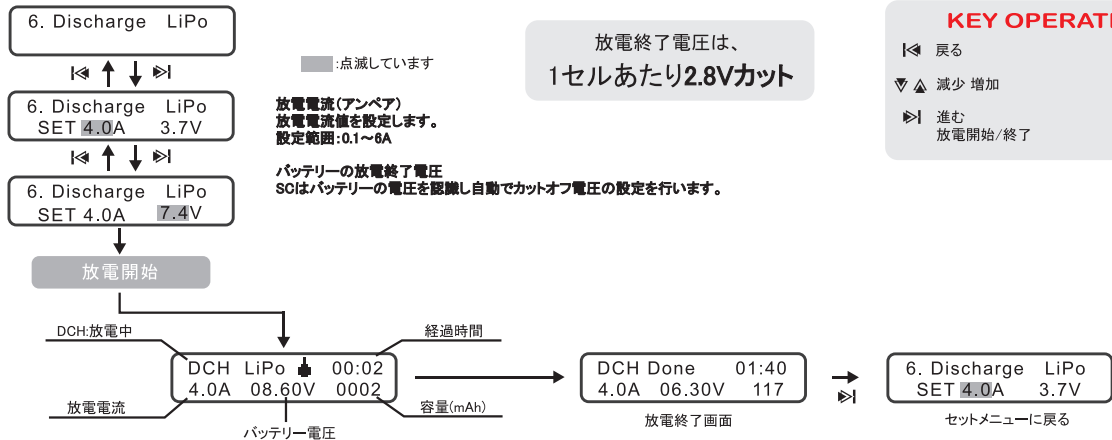 6. Discharge LiPo
6. Discharge LiPo
SET 4.0A 3.7V
6. Discharge LiPo
SET 4.0A 7.4V
放電開始
:点滅しています
放電電流(アンペア)
放電電流値を設定します。
設定範囲:0.1～6A
バッテリーの放電終了電圧
SCはバッテリーの電圧を認識し自動でカットオフ電圧の設定を行います。
放電終了電圧は、
1セルあたり2.8Vカット
KEY OPERATI
戻る
減少 増加
進む
放電開始/終了
DCH:放電中
経過時間
DCH LiPo 00:02
4.0A 08.60V 0002
放電電流
バッテリー電圧
容量(mAh)
DCH Done 01:40
4.0A 06.30V 117
放電終了画面
6. Discharge LiPo
SET 4.0A 3.7V
セットメニューに戻る